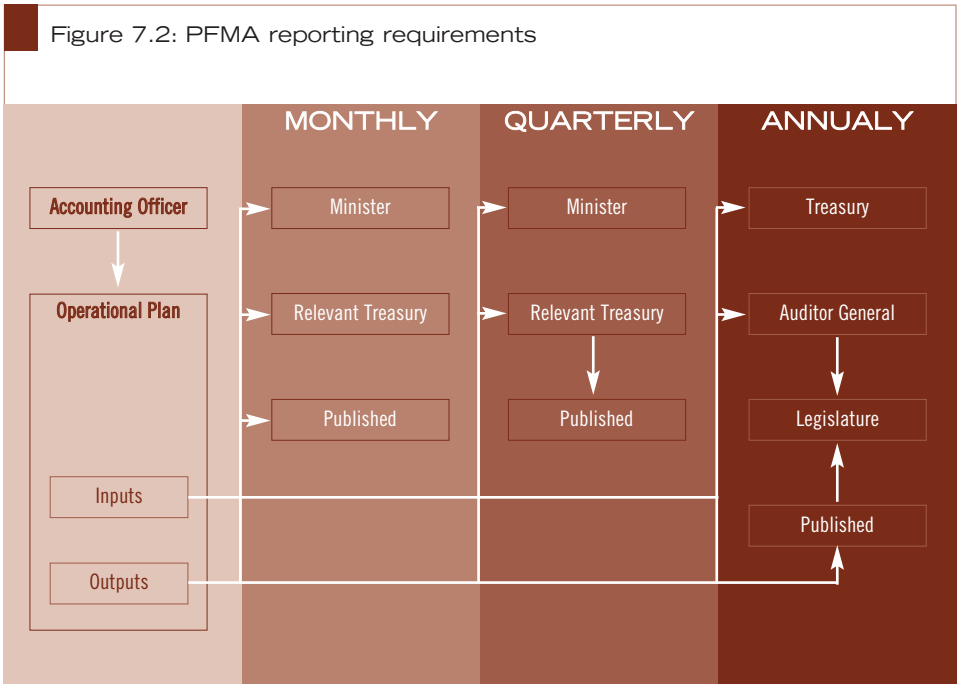 Figure 7.2: PFMA reporting requirements
MONTHLY
QUARTERLY
ANNUALY
Accounting Officer
Minister
Minister
Treasury
Operational Plan
Relevant Treasury
Relevant Treasury
Auditor General
Published
Published
Legislature
Inputs
Published
Outputs